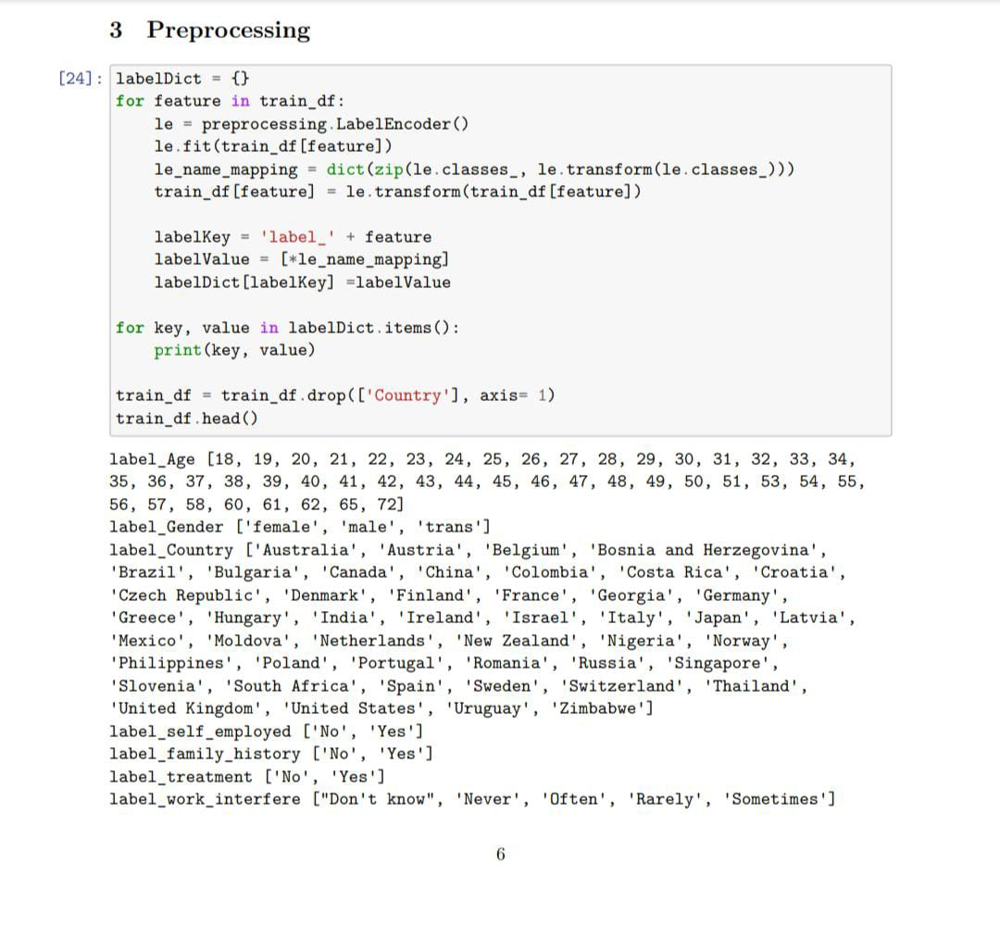 3 Preprocessing
[24]: labelDict = {}
for feature in train_df:
    le = preprocessing.LabelEncoder()
    le.fit(train_df[feature])
    le_name_mapping = dict(zip(le.classes_, le.transform(le.classes_)))
    train_df[feature] = le.transform(train_df[feature])
    labelKey = 'label_' + feature
    labelValue = [*le_name_mapping]
    labelDict[labelKey] =labelValue
for key, value in labelDict.items():
    print(key, value)
train_df = train_df.drop(['Country'], axis= 1)
train_df.head()
label_Age [18, 19, 20, 21, 22, 23, 24, 25, 26, 27, 28, 29, 30, 31, 32, 33, 34,
35, 36, 37, 38, 39, 40, 41, 42, 43, 44, 45, 46, 47, 48, 49, 50, 51, 53, 54, 55,
56, 57, 58, 60, 61, 62, 65, 72]
label_Gender ['female', 'male', 'trans']
label_Country ['Australia', 'Austria', 'Belgium', 'Bosnia and Herzegovina',
'Brazil', 'Bulgaria', 'Canada', 'China', 'Colombia', 'Costa Rica', 'Croatia',
'Czech Republic', 'Denmark', 'Finland', 'France', 'Georgia', 'Germany',
'Greece', 'Hungary', 'India', 'Ireland', 'Israel', 'Italy', 'Japan', 'Latvia',
'Mexico', 'Moldova', 'Netherlands', 'New Zealand', 'Nigeria', 'Norway',
'Philippines', 'Poland', 'Portugal', 'Romania', 'Russia', 'Singapore',
'Slovenia', 'South Africa', 'Spain', 'Sweden', 'Switzerland', 'Thailand',
'United Kingdom', 'United States', 'Uruguay', 'Zimbabwe']
label_self_employed ['No', 'Yes']
label_family_history ['No', 'Yes']
label_treatment ['No', 'Yes']
label_work_interfere ["Don't know", 'Never', 'Often', 'Rarely', 'Sometimes']
6